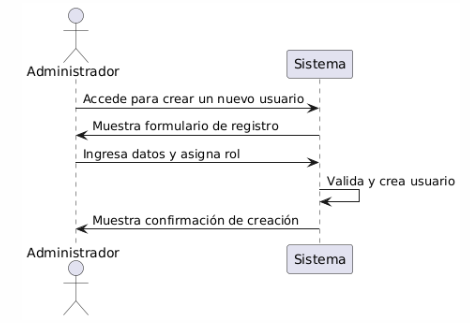 Administrador
Sistema
Accede para crear un nuevo usuario
Muestra formulario de registro
Ingresa datos y asigna rol
Valida y crea usuario
Muestra confirmación de creación
Administrador
Sistema